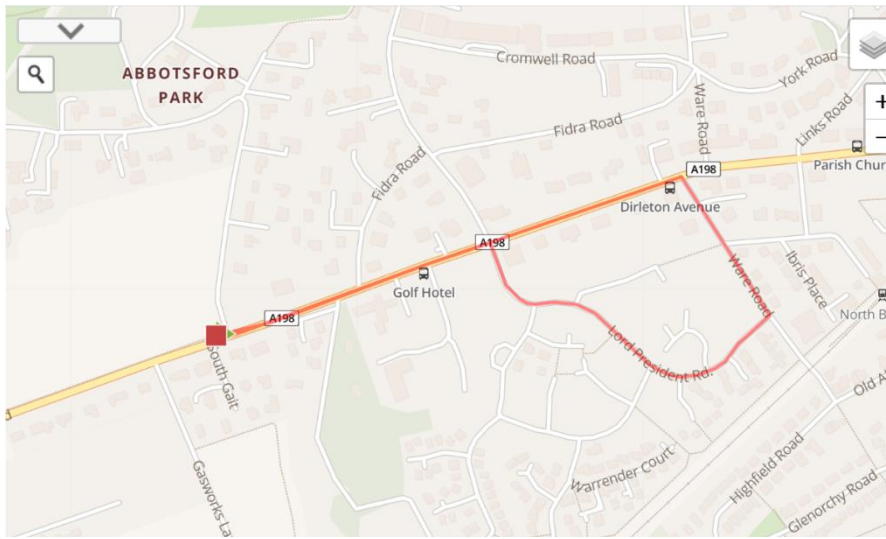 ABBOTSFORD
PARK
Cromwell Road
York Road
Ware Road
Links Road
+
Fidra Road
−
Parish Chur
A198
Fidra Road
Dirleton Avenue
A198
Ibris Place
Ware Road
Golf Hotel
A198
North B
South Gait
Lord President Rd.
Old A
Warrender Court
Highfield Road
Gasworks La
Glenorchy Road